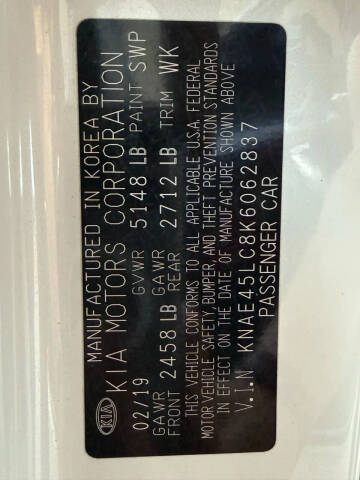 MANUFACTURED IN KOREA BY
KIA KIA MOTORS CORPORATION
02/19 GVWR 5148 LB PAINT SWP
GAWR FRONT 2458 LB GAWR REAR 2712 LB TRIM WK
THIS VEHICLE CONFORMS TO ALL APPLICABLE U.S.A. FEDERAL
MOTOR VEHICLE SAFETY, BUMPER, AND THEFT PREVENTION STANDARDS
IN EFFECT ON THE DATE OF MANUFACTURE SHOWN ABOVE
V.I.N KNAE45LC8K6062837
PASSENGER CAR